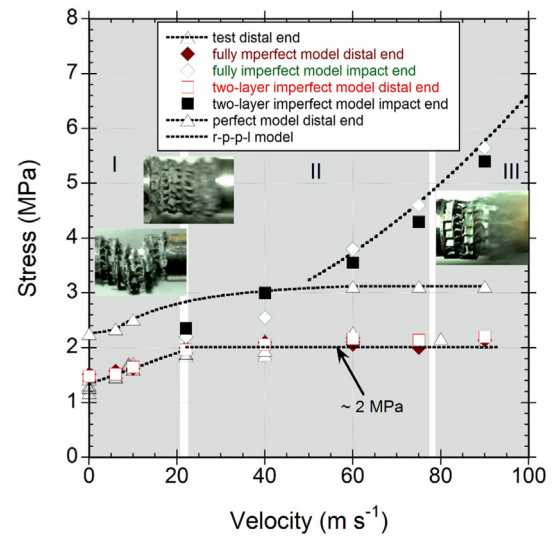 8
test distal end
fully mperfect model distal end
fully imperfect model impact end
two-layer imperfect model distal end
two-layer imperfect model impact end
perfect model distal end
r-p-p-l model
7
6
I
II
III
5
Stress (MPa)
4
3
2
~ 2 MPa
1
0
0 20 40 60 80 100
Velocity (m s⁻¹)